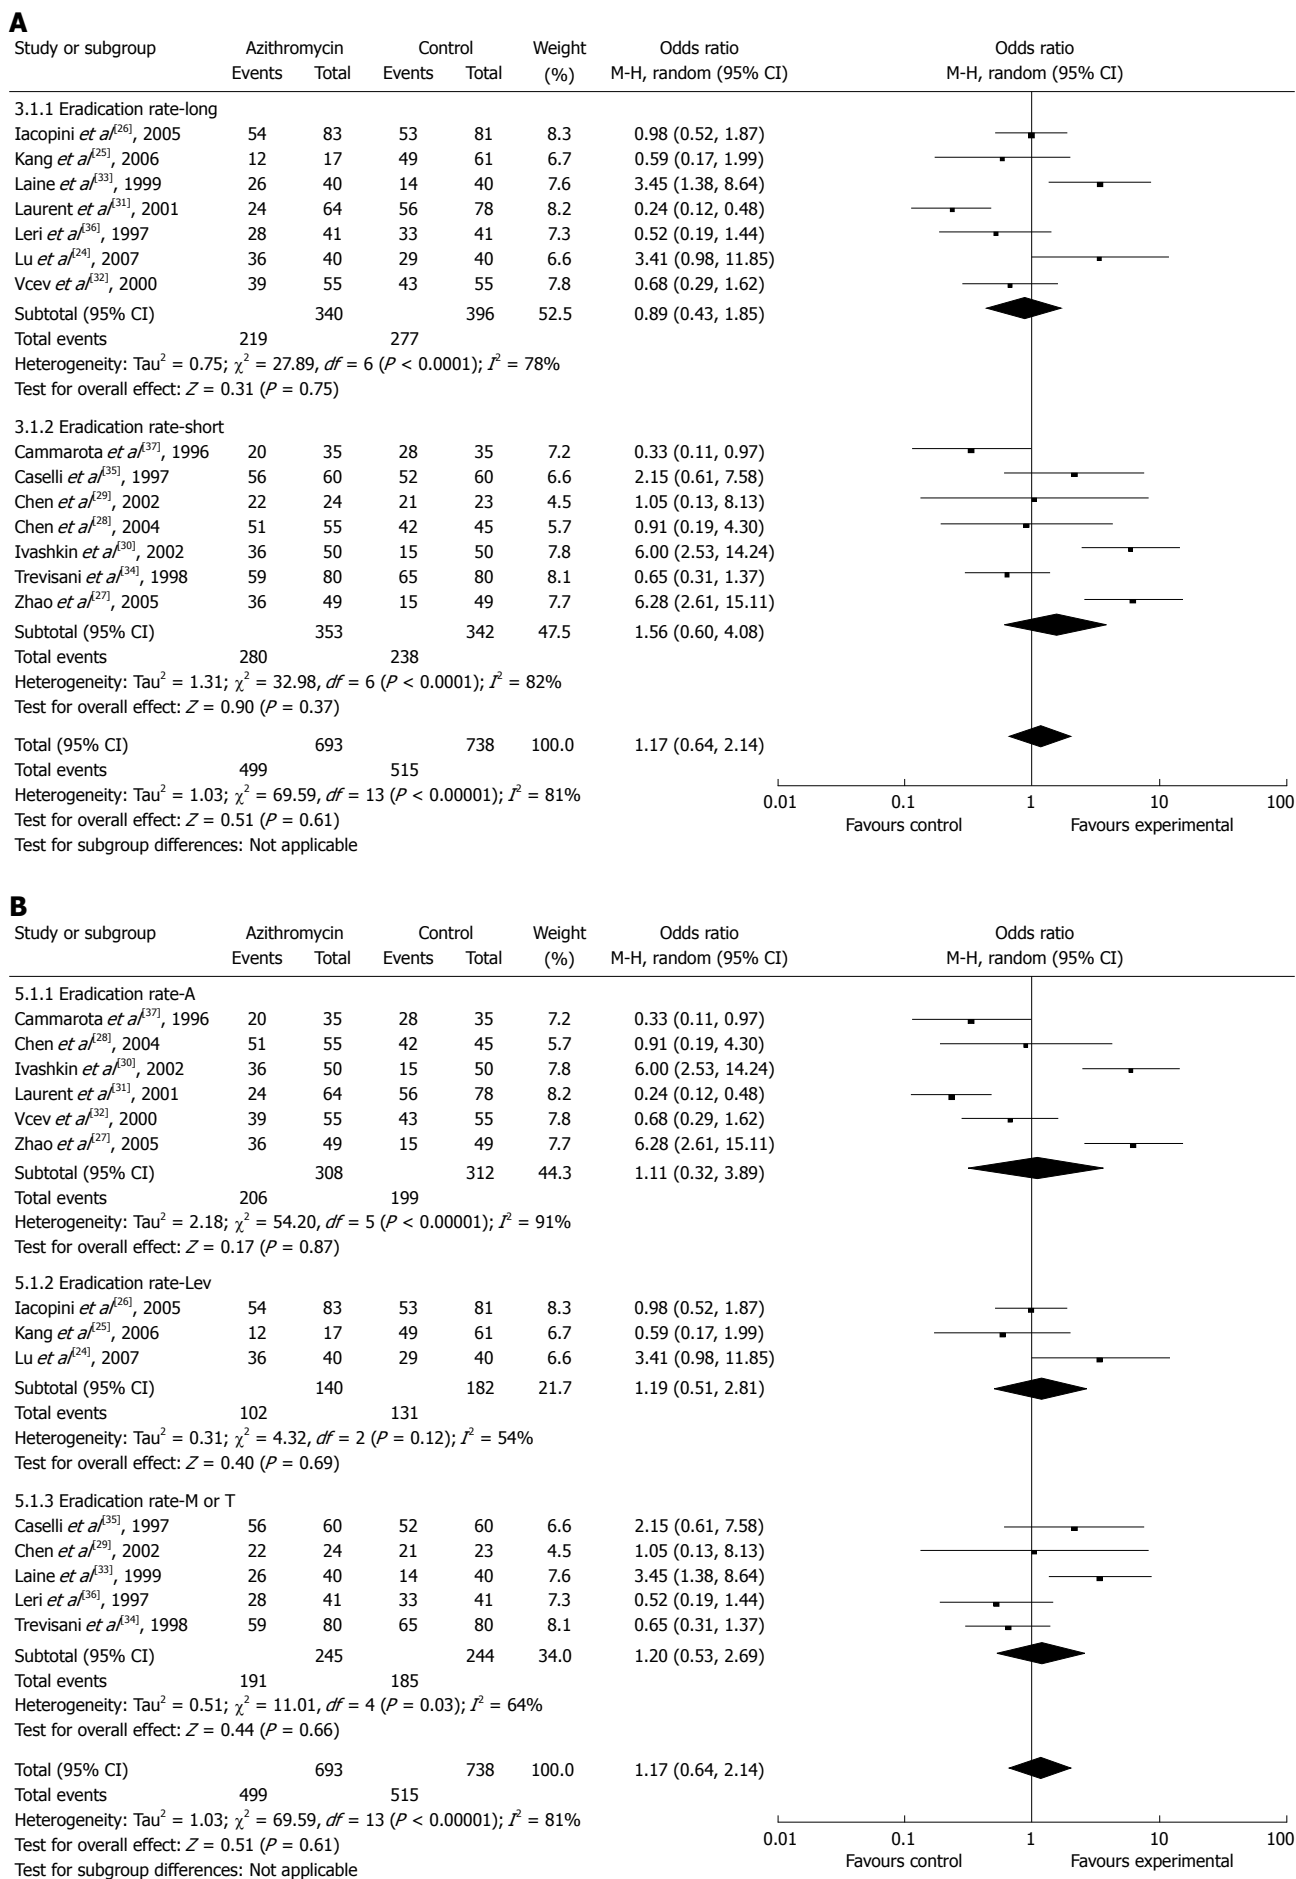 A
Study or subgroup Azithromycin Control Weight Odds ratio Odds ratio
Events Total Events Total (%) M-H, random (95% CI) M-H, random (95% CI)
3.1.1 Eradication rate-long
Iacopini et al[26], 2005 54 83 53 81 8.3 0.98 (0.52, 1.87)
Kang et al[25], 2006 12 17 49 61 6.7 0.59 (0.17, 1.99)
Laine et al[33], 1999 26 40 14 40 7.6 3.45 (1.38, 8.64)
Laurent et al[31], 2001 24 64 56 78 8.2 0.24 (0.12, 0.48)
Leri et al[36], 1997 28 41 33 41 7.3 0.52 (0.19, 1.44)
Lu et al[24], 2007 36 40 29 40 6.6 3.41 (0.98, 11.85)
Vcev et al[32], 2000 39 55 43 55 7.8 0.68 (0.29, 1.62)
Subtotal (95% CI) 340 396 52.5 0.89 (0.43, 1.85)
Total events 219 277
Heterogeneity: Tau² = 0.75; χ² = 27.89, df = 6 (P < 0.0001); I² = 78%
Test for overall effect: Z = 0.31 (P = 0.75)
3.1.2 Eradication rate-short
Cammarota et al[37], 1996 20 35 28 35 7.2 0.33 (0.11, 0.97)
Caselli et al[35], 1997 56 60 52 60 6.6 2.15 (0.61, 7.58)
Chen et al[29], 2002 22 24 21 23 4.5 1.05 (0.13, 8.13)
Chen et al[28], 2004 51 55 42 45 5.7 0.91 (0.19, 4.30)
Ivashkin et al[30], 2002 36 50 15 50 7.8 6.00 (2.53, 14.24)
Trevisani et al[34], 1998 59 80 65 80 8.1 0.65 (0.31, 1.37)
Zhao et al[27], 2005 36 49 15 49 7.7 6.28 (2.61, 15.11)
Subtotal (95% CI) 353 342 47.5 1.56 (0.60, 4.08)
Total events 280 238
Heterogeneity: Tau² = 1.31; χ² = 32.98, df = 6 (P < 0.0001); I² = 82%
Test for overall effect: Z = 0.90 (P = 0.37)
Total (95% CI) 693 738 100.0 1.17 (0.64, 2.14)
Total events 499 515
Heterogeneity: Tau² = 1.03; χ² = 69.59, df = 13 (P < 0.00001); I² = 81%
Test for overall effect: Z = 0.51 (P = 0.61)
Test for subgroup differences: Not applicable
0.01 0.1 1 10 100
Favours control Favours experimental
B
Study or subgroup Azithromycin Control Weight Odds ratio Odds ratio
Events Total Events Total (%) M-H, random (95% CI) M-H, random (95% CI)
5.1.1 Eradication rate-A
Cammarota et al[37], 1996 20 35 28 35 7.2 0.33 (0.11, 0.97)
Chen et al[28], 2004 51 55 42 45 5.7 0.91 (0.19, 4.30)
Ivashkin et al[30], 2002 36 50 15 50 7.8 6.00 (2.53, 14.24)
Laurent et al[31], 2001 24 64 56 78 8.2 0.24 (0.12, 0.48)
Vcev et al[32], 2000 39 55 43 55 7.8 0.68 (0.29, 1.62)
Zhao et al[27], 2005 36 49 15 49 7.7 6.28 (2.61, 15.11)
Subtotal (95% CI) 308 312 44.3 1.11 (0.32, 3.89)
Total events 206 199
Heterogeneity: Tau² = 2.18; χ² = 54.20, df = 5 (P < 0.00001); I² = 91%
Test for overall effect: Z = 0.17 (P = 0.87)
5.1.2 Eradication rate-Lev
Iacopini et al[26], 2005 54 83 53 81 8.3 0.98 (0.52, 1.87)
Kang et al[25], 2006 12 17 49 61 6.7 0.59 (0.17, 1.99)
Lu et al[24], 2007 36 40 29 40 6.6 3.41 (0.98, 11.85)
Subtotal (95% CI) 140 182 21.7 1.19 (0.51, 2.81)
Total events 102 131
Heterogeneity: Tau² = 0.31; χ² = 4.32, df = 2 (P = 0.12); I² = 54%
Test for overall effect: Z = 0.40 (P = 0.69)
5.1.3 Eradication rate-M or T
Caselli et al[35], 1997 56 60 52 60 6.6 2.15 (0.61, 7.58)
Chen et al[29], 2002 22 24 21 23 4.5 1.05 (0.13, 8.13)
Laine et al[33], 1999 26 40 14 40 7.6 3.45 (1.38, 8.64)
Leri et al[36], 1997 28 41 33 41 7.3 0.52 (0.19, 1.44)
Trevisani et al[34], 1998 59 80 65 80 8.1 0.65 (0.31, 1.37)
Subtotal (95% CI) 245 244 34.0 1.20 (0.53, 2.69)
Total events 191 185
Heterogeneity: Tau² = 0.51; χ² = 11.01, df = 4 (P = 0.03); I² = 64%
Test for overall effect: Z = 0.44 (P = 0.66)
Total (95% CI) 693 738 100.0 1.17 (0.64, 2.14)
Total events 499 515
Heterogeneity: Tau² = 1.03; χ² = 69.59, df = 13 (P < 0.00001); I² = 81%
Test for overall effect: Z = 0.51 (P = 0.61)
Test for subgroup differences: Not applicable
0.01 0.1 1 10 100
Favours control Favours experimental